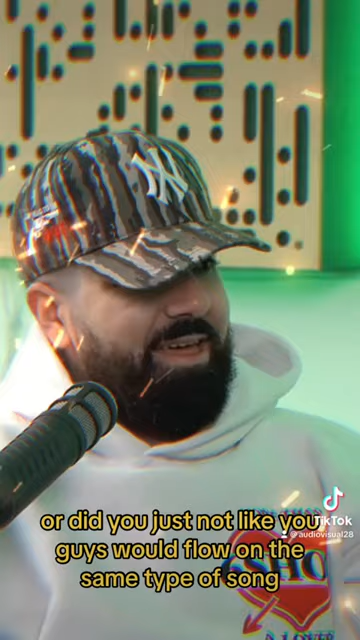 NY
TikTok
@audiovisual28
or did you just not like you
guys would flow on the
same type of song
SHO